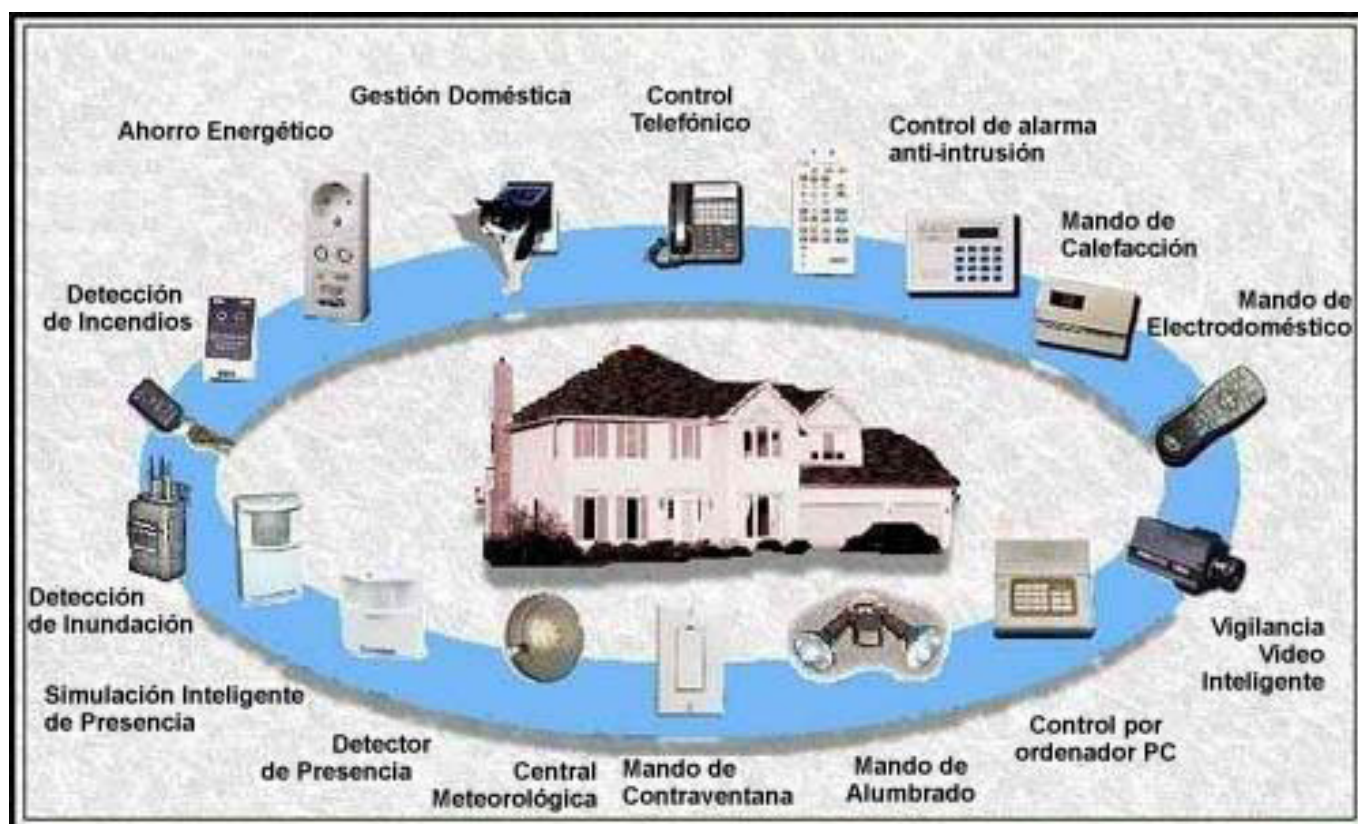 Gestión Doméstica
Control
Telefónico
Ahorro Energético
Control de alarma
anti-intrusión
Mando de
Calefacción
Detección
de Incendios
Mando de
Electrodoméstico
Detección
de Inundación
Vigilancia
Video
Inteligente
Simulación Inteligente
de Presencia
Control por
ordenador PC
Detector
de Presencia
Central
Meteorológica
Mando de
Contraventana
Mando de
Alumbrado